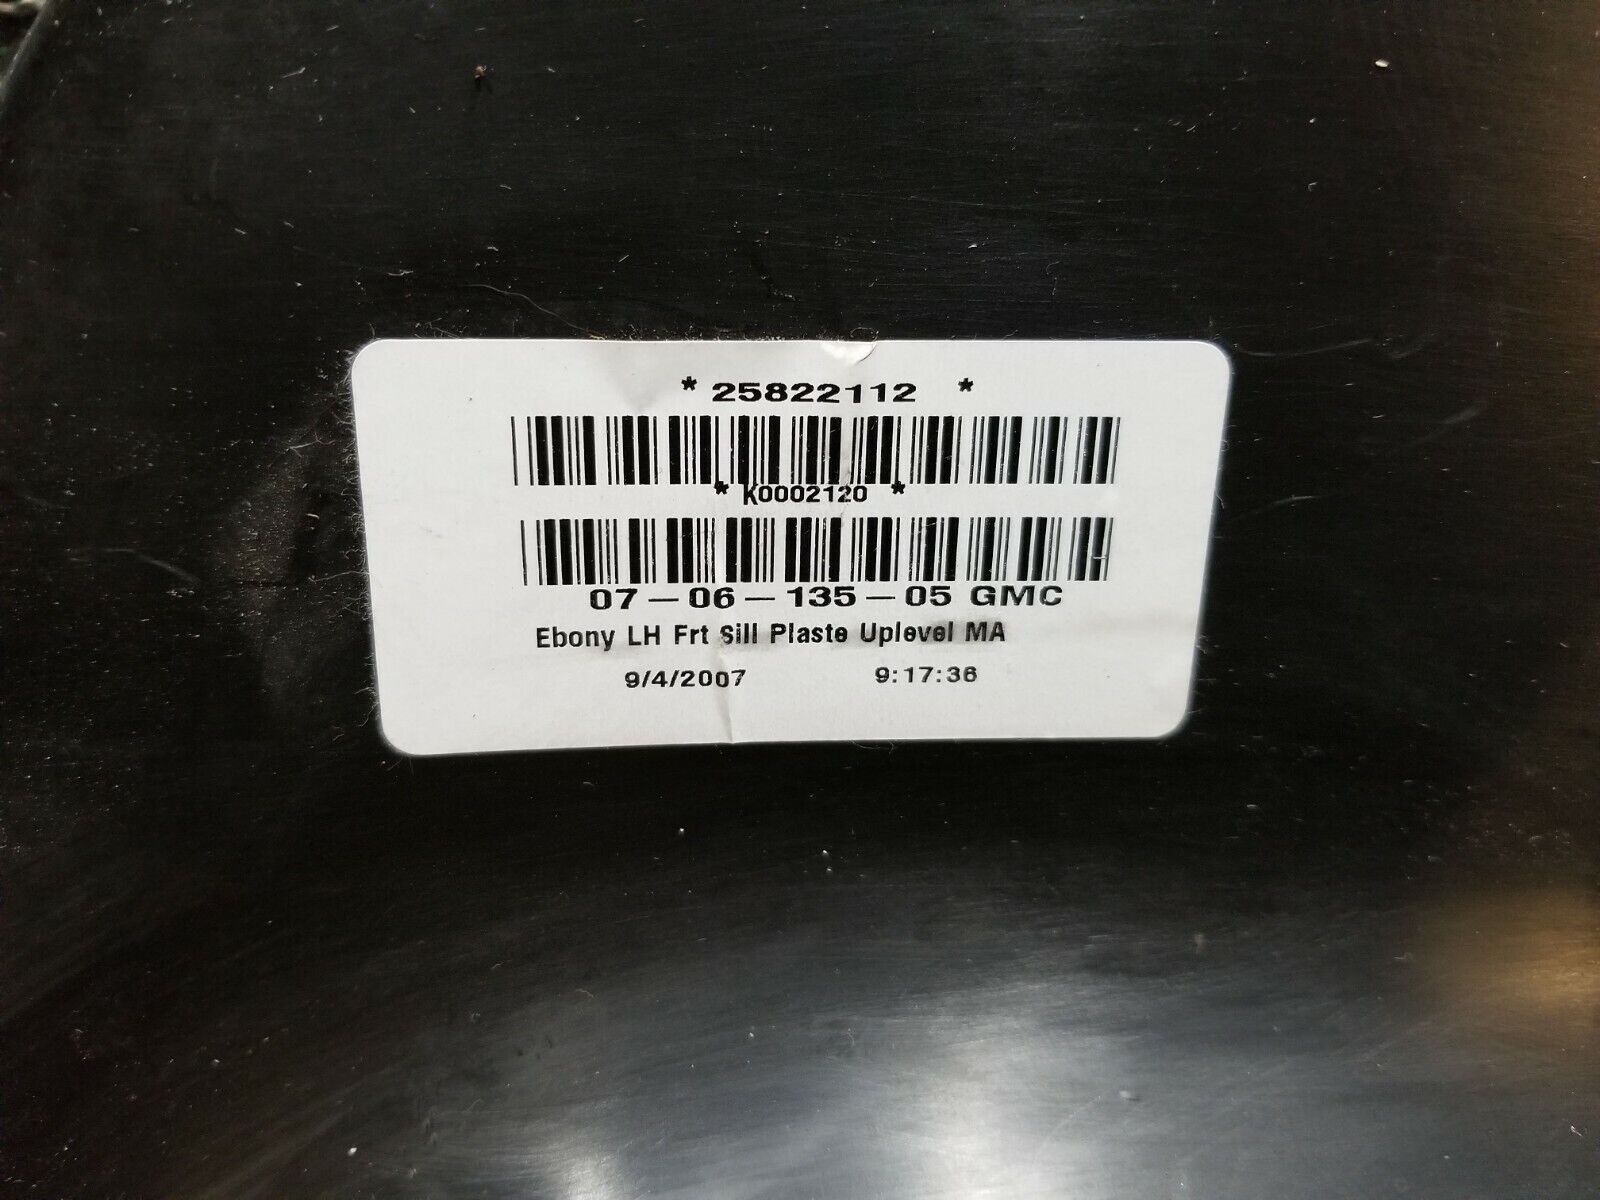 * 25822112 *
* K0002120 *
07-06-135-05 GMC
Ebony LH Frt Sill Plaste Uplevel MA
9/4/2007 9:17:36